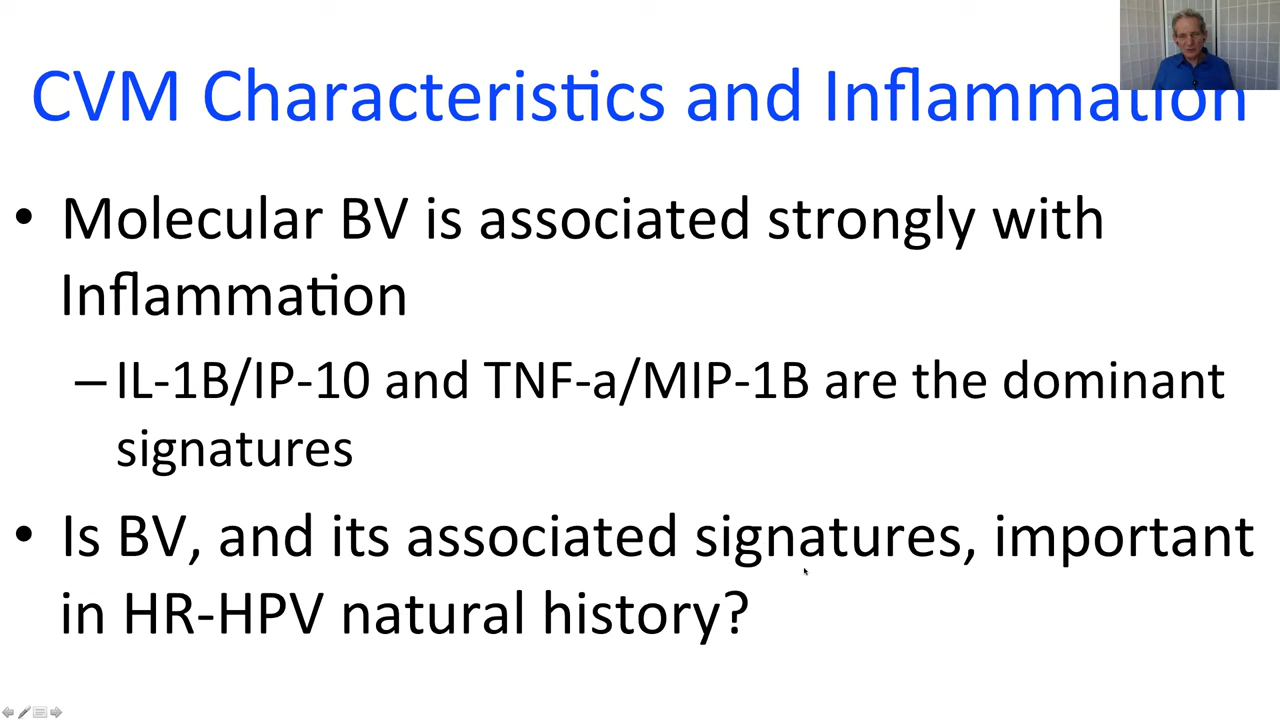 CVM Characteristics and Inflammation
• Molecular BV is associated strongly with
Inflammation
– IL-1B/IP-10 and TNF-a/MIP-1B are the dominant
signatures
• Is BV, and its associated signatures, important
in HR-HPV natural history?